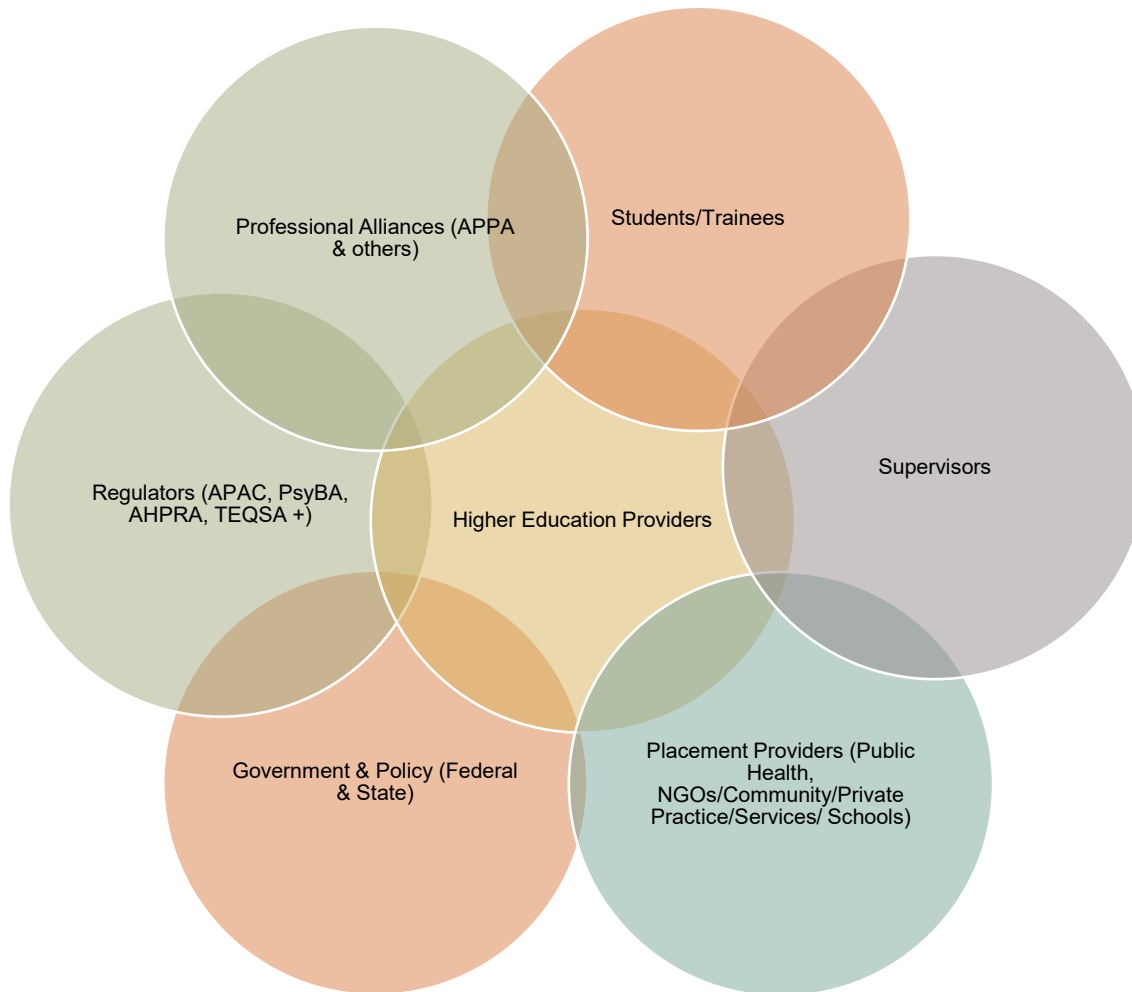 Professional Alliances (APPA
& others)
Students/Trainees
Supervisors
Regulators (APAC, PsyBA,
AHPRA, TEQSA +)
Higher Education Providers
Government & Policy (Federal
& State)
Placement Providers (Public
Health,
NGOs/Community/Private
Practice/Services/ Schools)